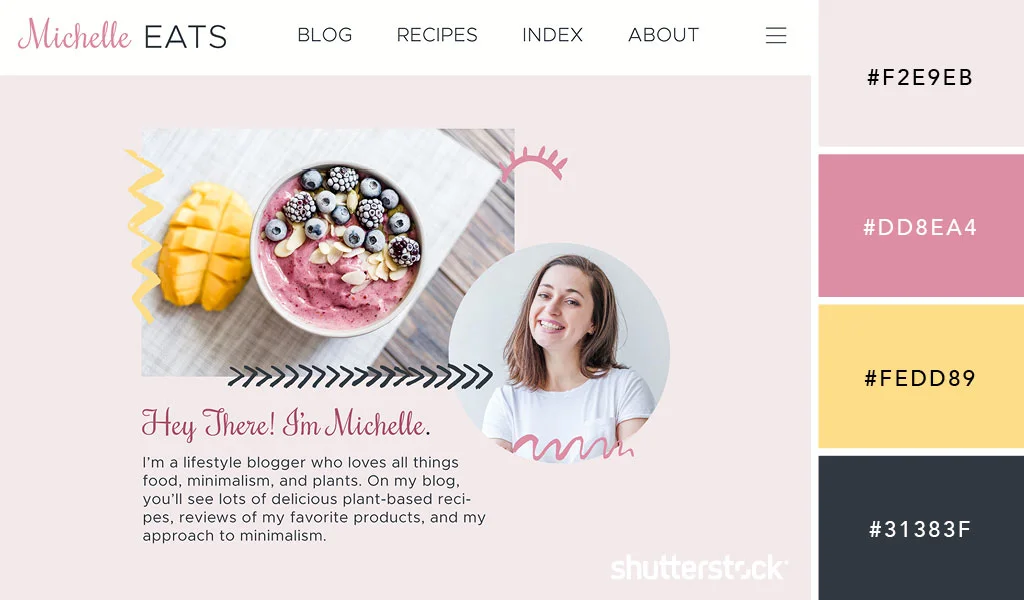 Michelle EATS
BLOG RECIPES INDEX ABOUT
Hey There! I'm Michelle.
I'm a lifestyle blogger who loves all things
food, minimalism, and plants. On my blog,
you'll see lots of delicious plant-based reci-
pes, reviews of my favorite products, and my
approach to minimalism.
shutterstock
#F2E9EB
#DD8EA4
#FEDD89
#31383F